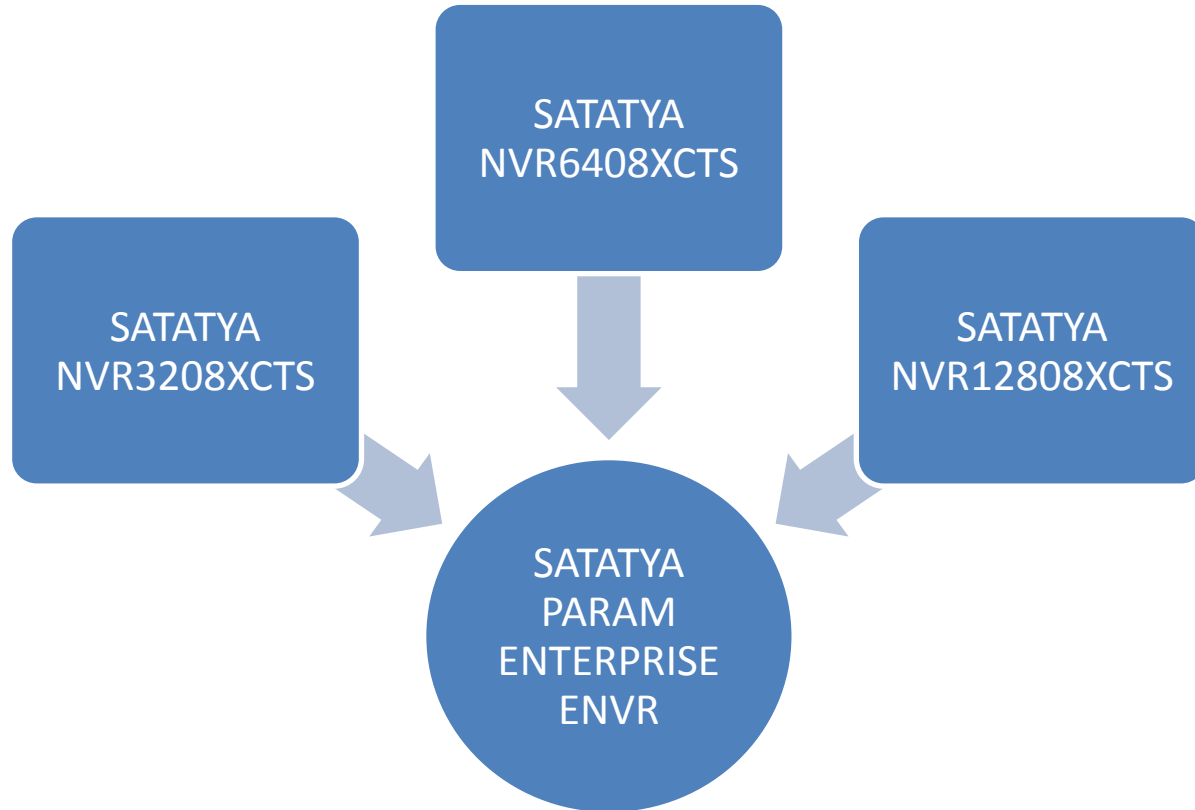 SATATYA
NVR6408XCTS
SATATYA
NVR3208XCTS
SATATYA
NVR12808XCTS
SATATYA
PARAM
ENTERPRISE
ENVR